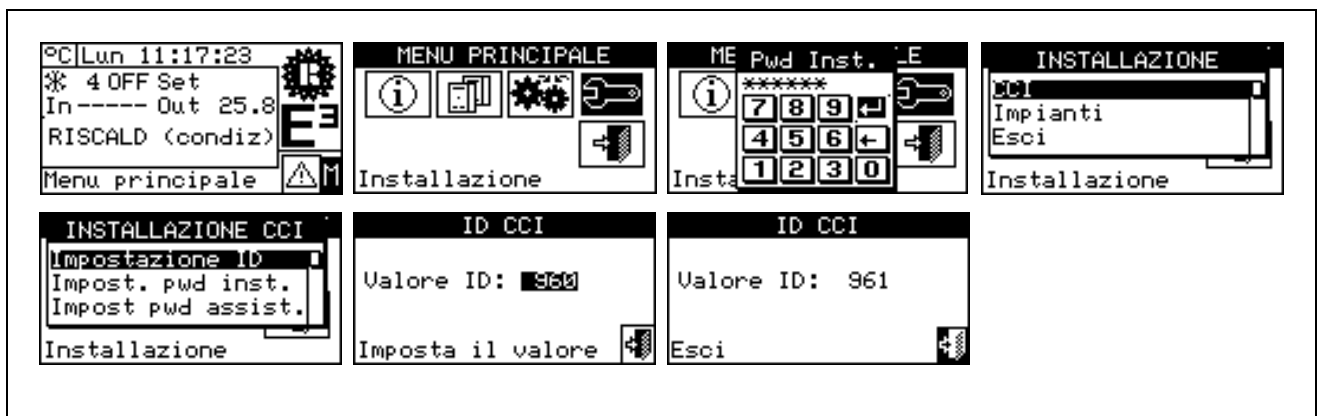 °C Lun 11:17:23
4 OFF Set
In ----- Out 25.8
RISCALD (condiz)
E³
Menu principale M
MENU PRINCIPALE
Installazione
ME Pwd Inst. LE
******
7 8 9
4 5 6
1 2 3 0
Insta
INSTALLAZIONE
CCI
Impianti
Esci
Installazione
INSTALLAZIONE CCI
Impostazione ID
Impost. pwd inst.
Impost pwd assist.
Installazione
ID CCI
Valore ID: 960
Imposta il valore
ID CCI
Valore ID: 961
Esci